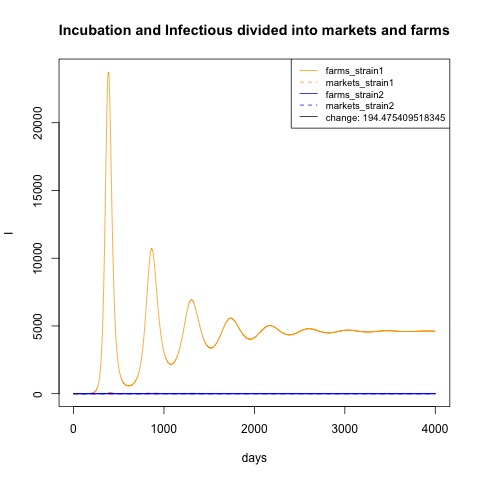 Incubation and Infectious divided into markets and farms
farms_strain1
markets_strain1
farms_strain2
markets_strain2
change: 194.475409518345
20000
15000
10000
5000
0
I
0 1000 2000 3000 4000
days